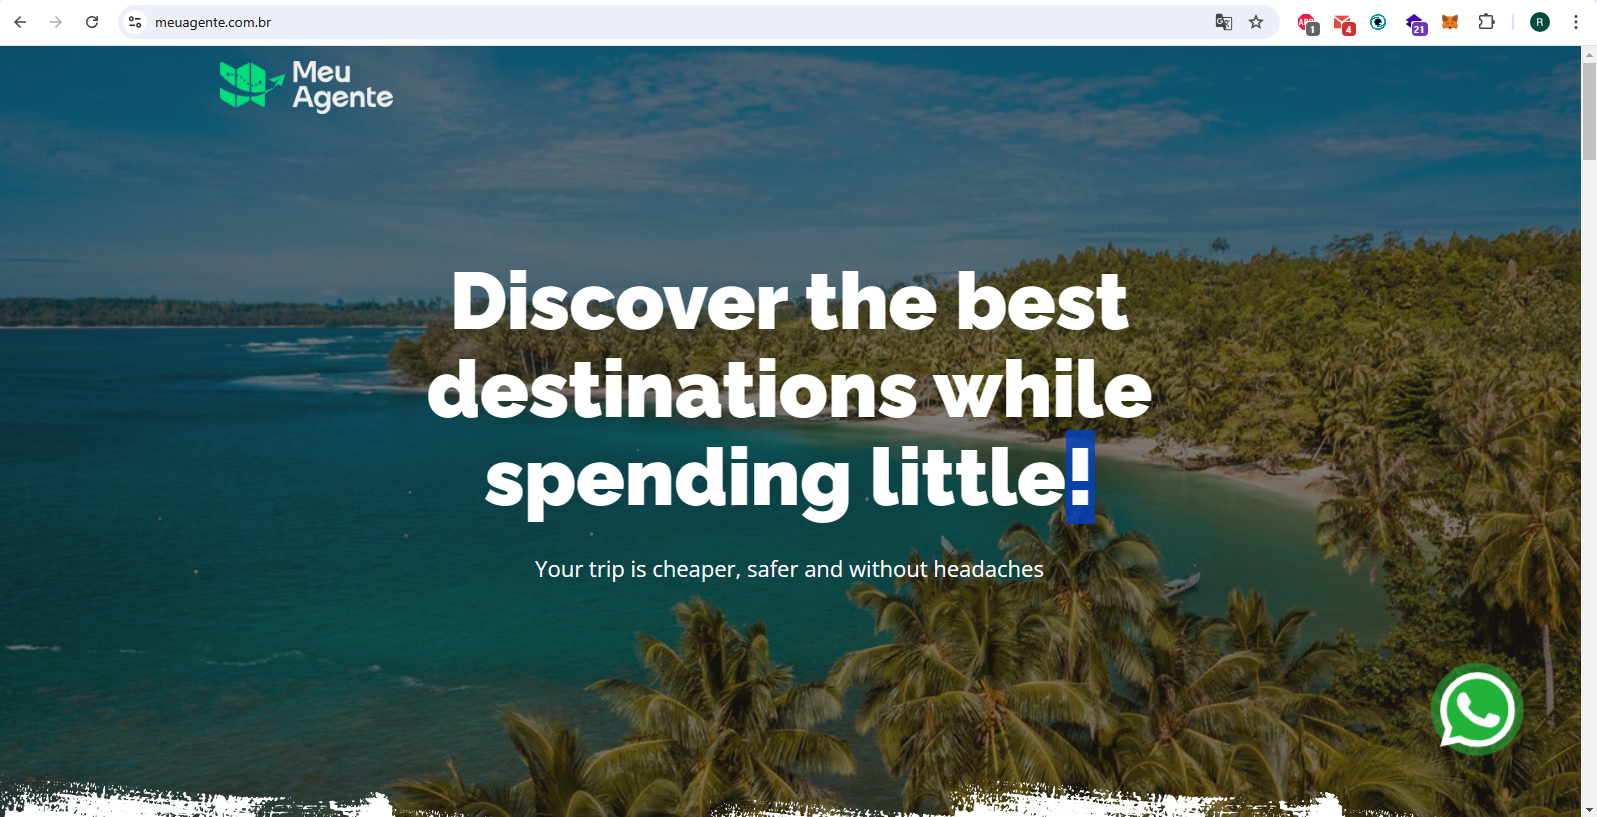 meuagente.com.br
ABP
1
4
21
R
Meu
Agente
Discover the best
destinations while
spending little!
Your trip is cheaper, safer and without headaches